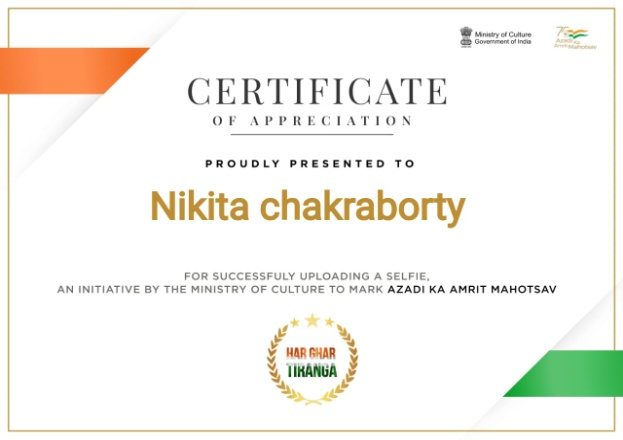 Ministry of Culture
Government of India
Azadi Ka
Amrit Mahotsav
CERTIFICATE
OF APPRECIATION
PROUDLY PRESENTED TO
Nikita chakraborty
FOR SUCCESSFULY UPLOADING A SELFIE,
AN INITIATIVE BY THE MINISTRY OF CULTURE TO MARK AZADI KA AMRIT MAHOTSAV
HAR GHAR
TIRANGA